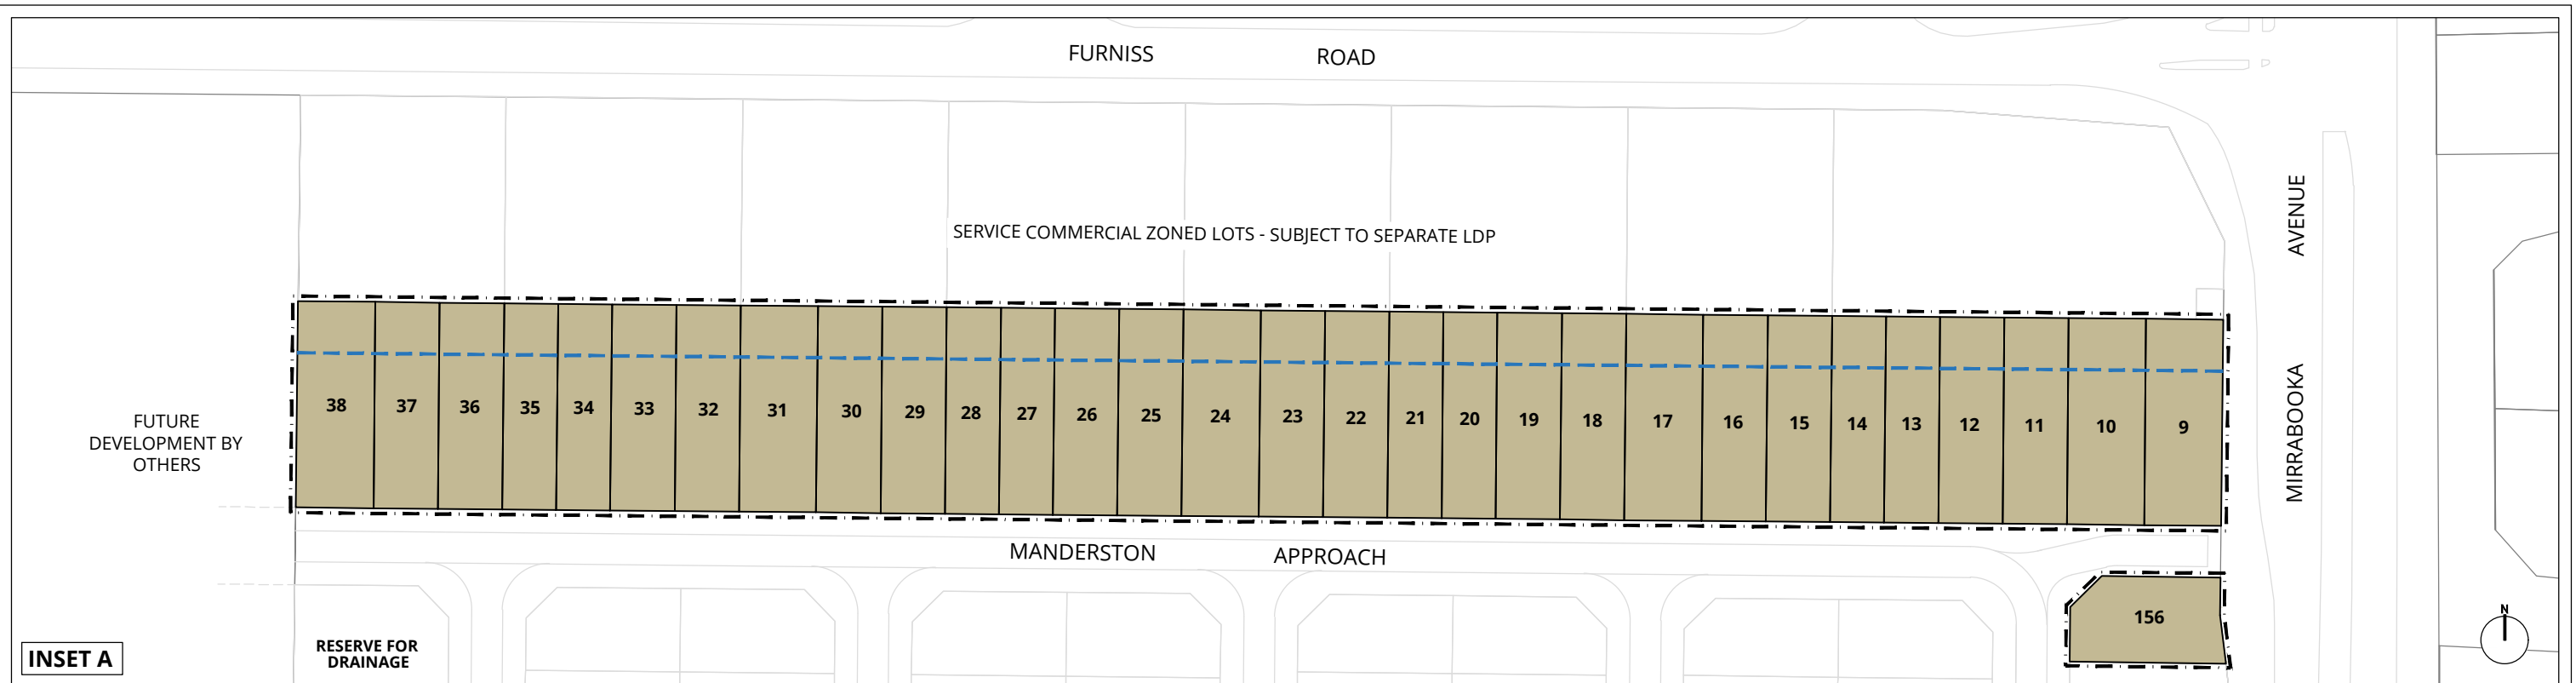 FURNISS ROAD
SERVICE COMMERCIAL ZONED LOTS - SUBJECT TO SEPARATE LDP
AVENUE
MIRRABOOKA
FUTURE
DEVELOPMENT BY
OTHERS
38 37 36 35 34 33 32 31 30 29 28 27 26 25 24 23 22 21 20 19 18 17 16 15 14 13 12 11 10 9
MANDERSTON APPROACH
156
RESERVE FOR
DRAINAGE
INSET A
N